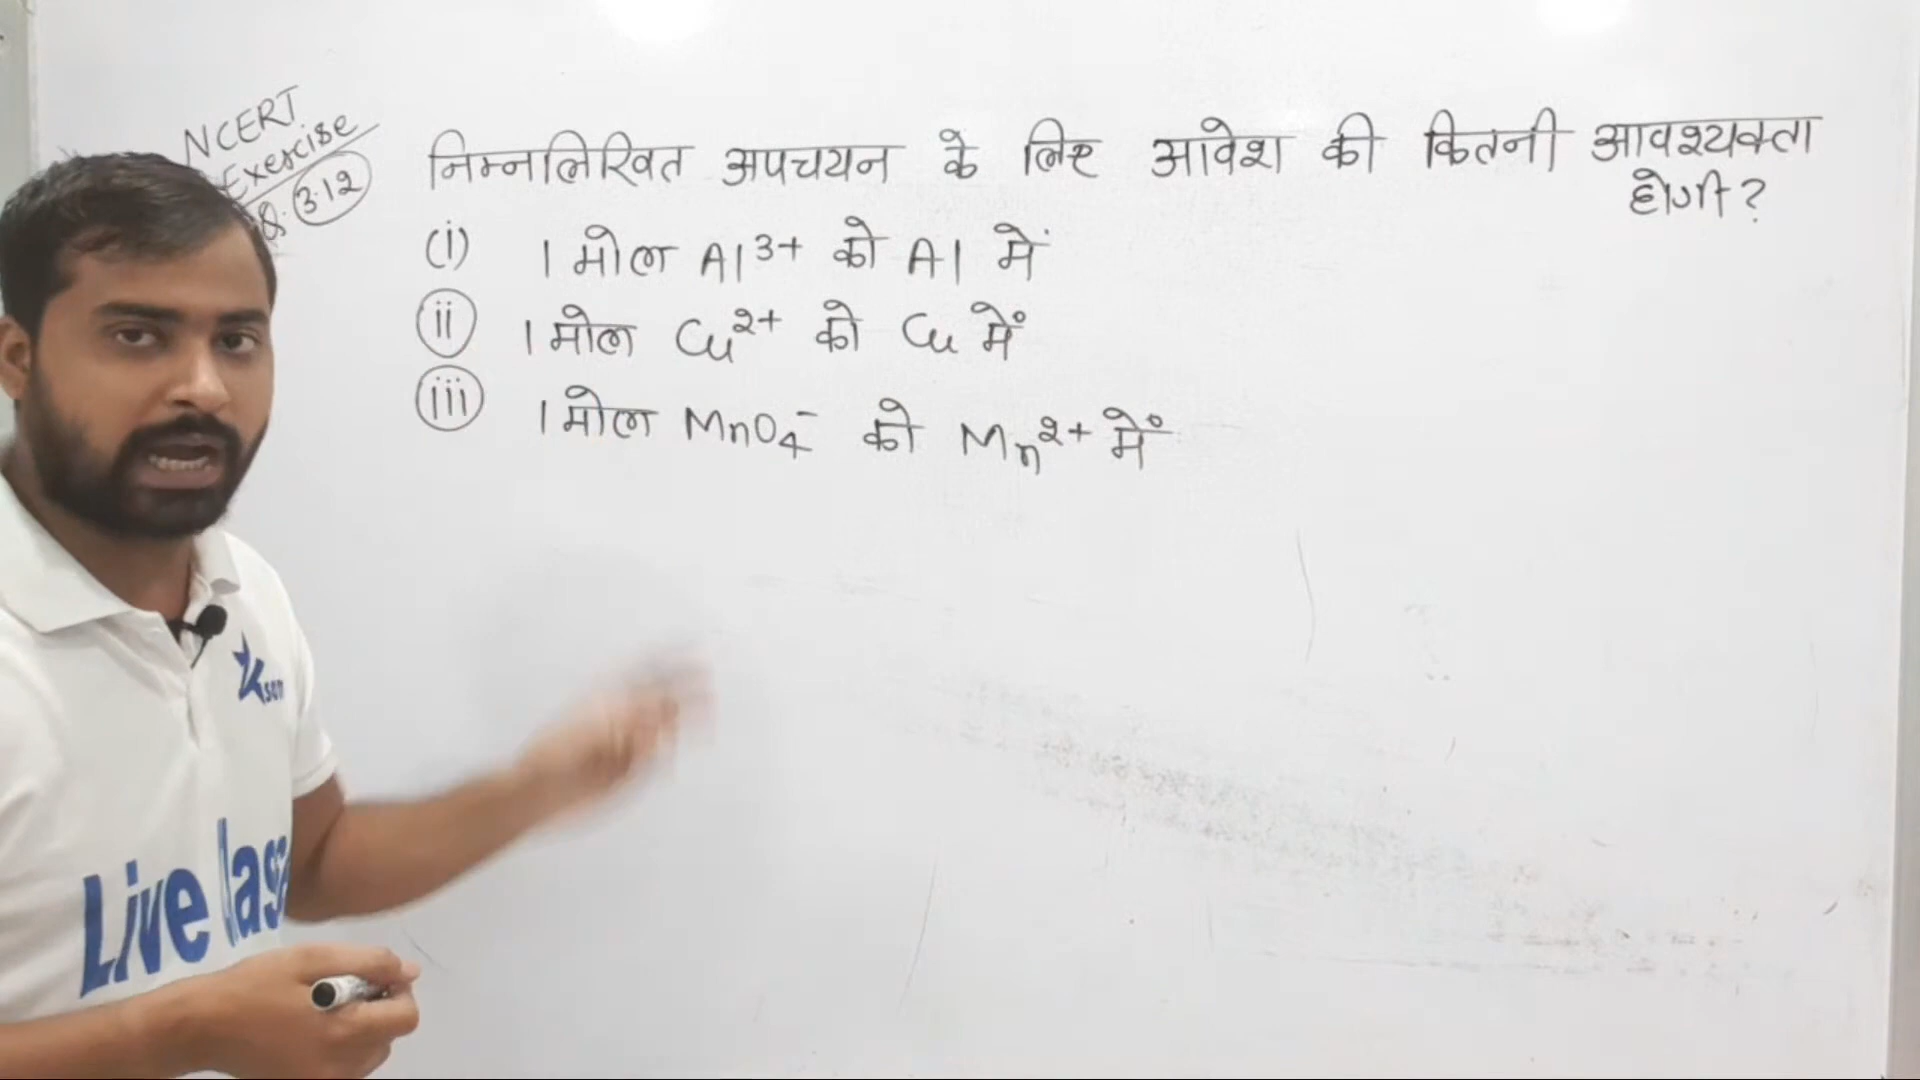 NCERT
Exercise
Q. 3.12
निम्नलिखित अपचयन के लिए आवेश की कितनी आवश्यक्ता
होगी?
(i) 1 मोल Al3+ को Al में
(ii) 1 मोल Cu2+ को Cu में
(iii) 1 मोल MnO4- को Mn2+ में
Live